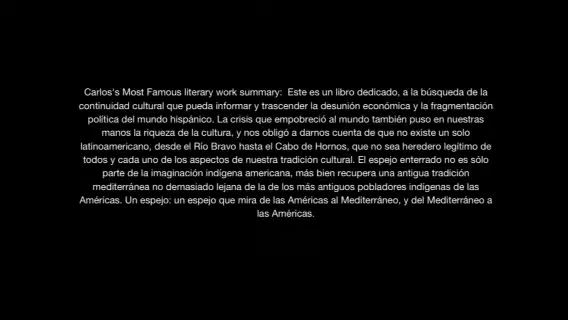 Carlos's Most Famous literary work summary:  Este es un libro dedicado, a la búsqueda de la
continuidad cultural que pueda informar y trascender la desunión económica y la fragmentación
política del mundo hispánico. La crisis que empobreció al mundo también puso en nuestras
manos la riqueza de la cultura, y nos obligó a darnos cuenta de que no existe un solo
latinoamericano, desde el Río Bravo hasta el Cabo de Hornos, que no sea heredero legítimo de
todos y cada uno de los aspectos de nuestra tradición cultural. El espejo enterrado no es sólo
parte de la imaginación indígena americana, más bien recupera una antigua tradición
mediterránea no demasiado lejana de la de los más antiguos pobladores indígenas de las
Américas. Un espejo: un espejo que mira de las Américas al Mediterráneo, y del Mediterráneo a
las Américas.